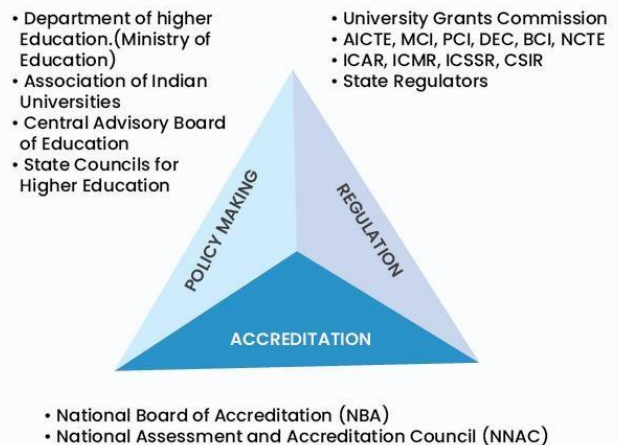 • Department of higher
Education.(Ministry of
Education)
• Association of Indian
Universities
• Central Advisory Board
of Education
• State Councils for
Higher Education
• University Grants Commission
• AICTE, MCI, PCI, DEC, BCI, NCTE
• ICAR, ICMR, ICSSR, CSIR
• State Regulators
POLICY MAKING
REGULATION
ACCREDITATION
• National Board of Accreditation (NBA)
• National Assessment and Accreditation Council (NNAC)